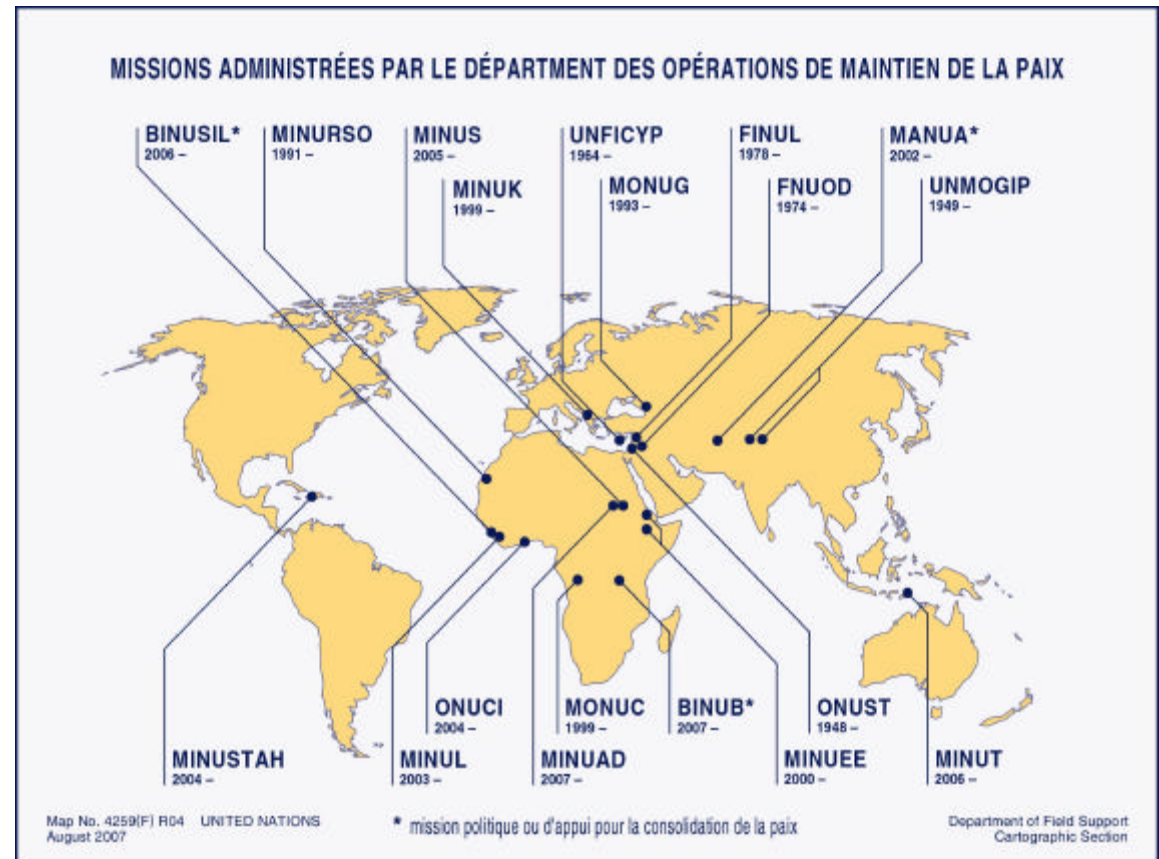 MISSIONS ADMINISTRÉES PAR LE DÉPARTMENT DES OPÉRATIONS DE MAINTIEN DE LA PAIX
BINUSIL*
2006 –
MINURSO
1991 –
MINUS
2005 –
UNFICYP
1964 –
FINUL
1978 –
MANUA*
2002 –
MINUK
1999 –
MONUG
1993 –
FNUOD
1974 –
UNMOGIP
1949 –
ONUCI
2004 –
MONUC
1999 –
BINUB*
2007 –
ONUST
1948 –
MINUSTAH
2004 –
MINUL
2003 –
MINUAD
2007 –
MINUEE
2000 –
MINUT
2006 –
Map No. 4259(F) R04 UNITED NATIONS
August 2007
* mission politique ou d'appui pour la consolidation de la paix
Department of Field Support
Cartographic Section